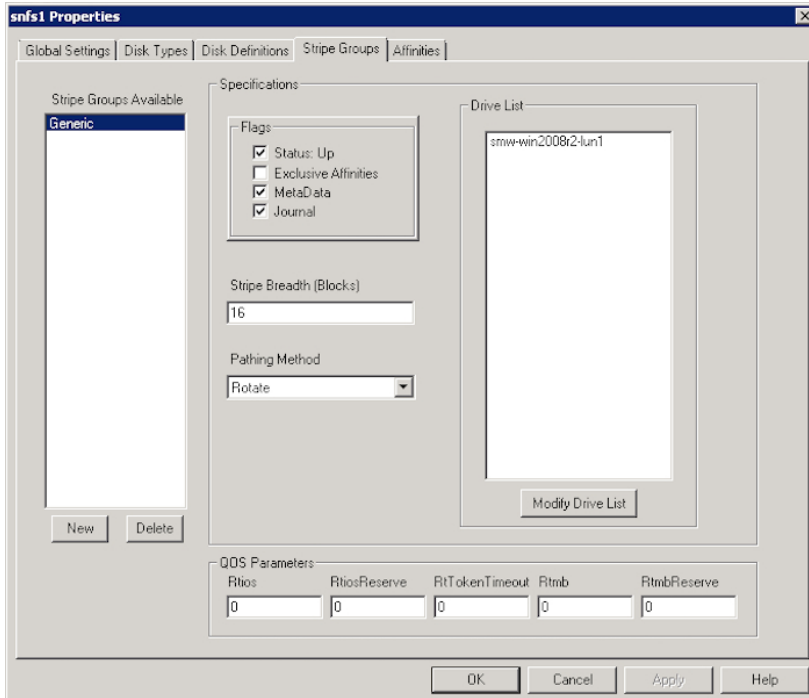 snfs1 Properties
Global Settings Disk Types Disk Definitions Stripe Groups Affinities
Stripe Groups Available
Generic
New Delete
Specifications
Flags
Status: Up
Exclusive Affinities
MetaData
Journal
Stripe Breadth (Blocks)
16
Pathing Method
Rotate
Drive List
smw-win2008r2-lun1
Modify Drive List
QOS Parameters
Rtios RtiosReserve RtTokenTimeout Rtmb RtmbReserve
0 0 0 0 0
OK Cancel Apply Help